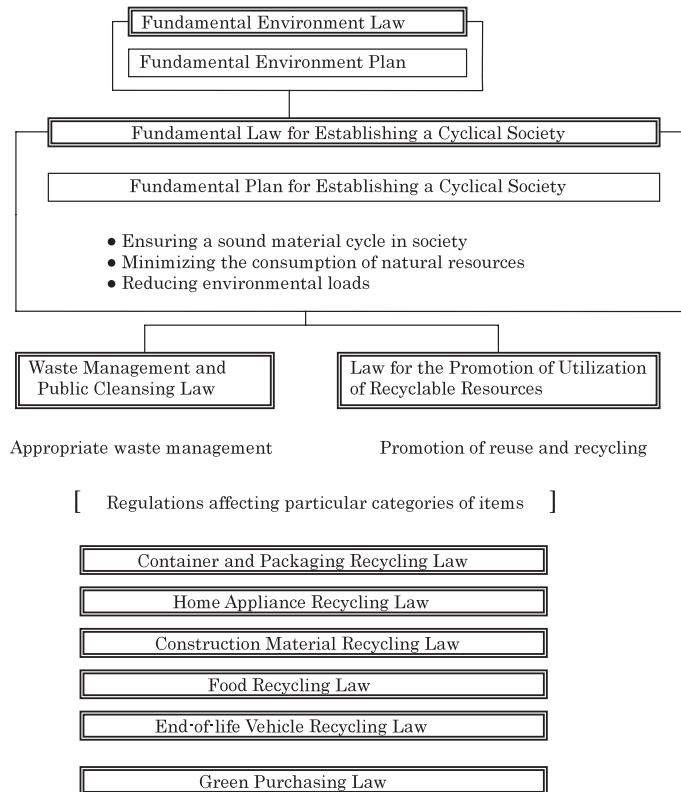 Fundamental Environment Law
Fundamental Environment Plan
Fundamental Law for Establishing a Cyclical Society
Fundamental Plan for Establishing a Cyclical Society
● Ensuring a sound material cycle in society
● Minimizing the consumption of natural resources
● Reducing environmental loads
Waste Management and
Public Cleansing Law
Law for the Promotion of Utilization
of Recyclable Resources
Appropriate waste management
Promotion of reuse and recycling
[ Regulations affecting particular categories of items ]
Container and Packaging Recycling Law
Home Appliance Recycling Law
Construction Material Recycling Law
Food Recycling Law
End-of-life Vehicle Recycling Law
Green Purchasing Law